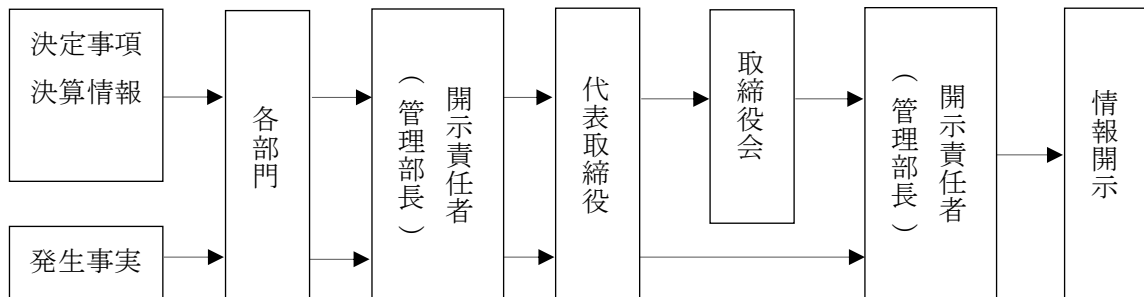 決定事項
決算情報
発生事実
各部門
開示責任者
（管理部長）
代表取締役
取締役会
開示責任者
（管理部長）
情報開示